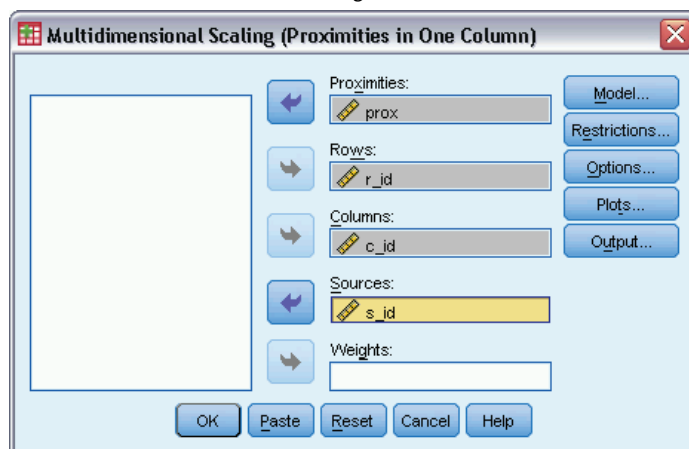 Multidimensional Scaling (Proximities in One Column)
Proximities:
prox
Rows:
r_id
Columns:
c_id
Sources:
s_id
Weights:
Model...
Restrictions...
Options...
Plots...
Output...
OK Paste Reset Cancel Help